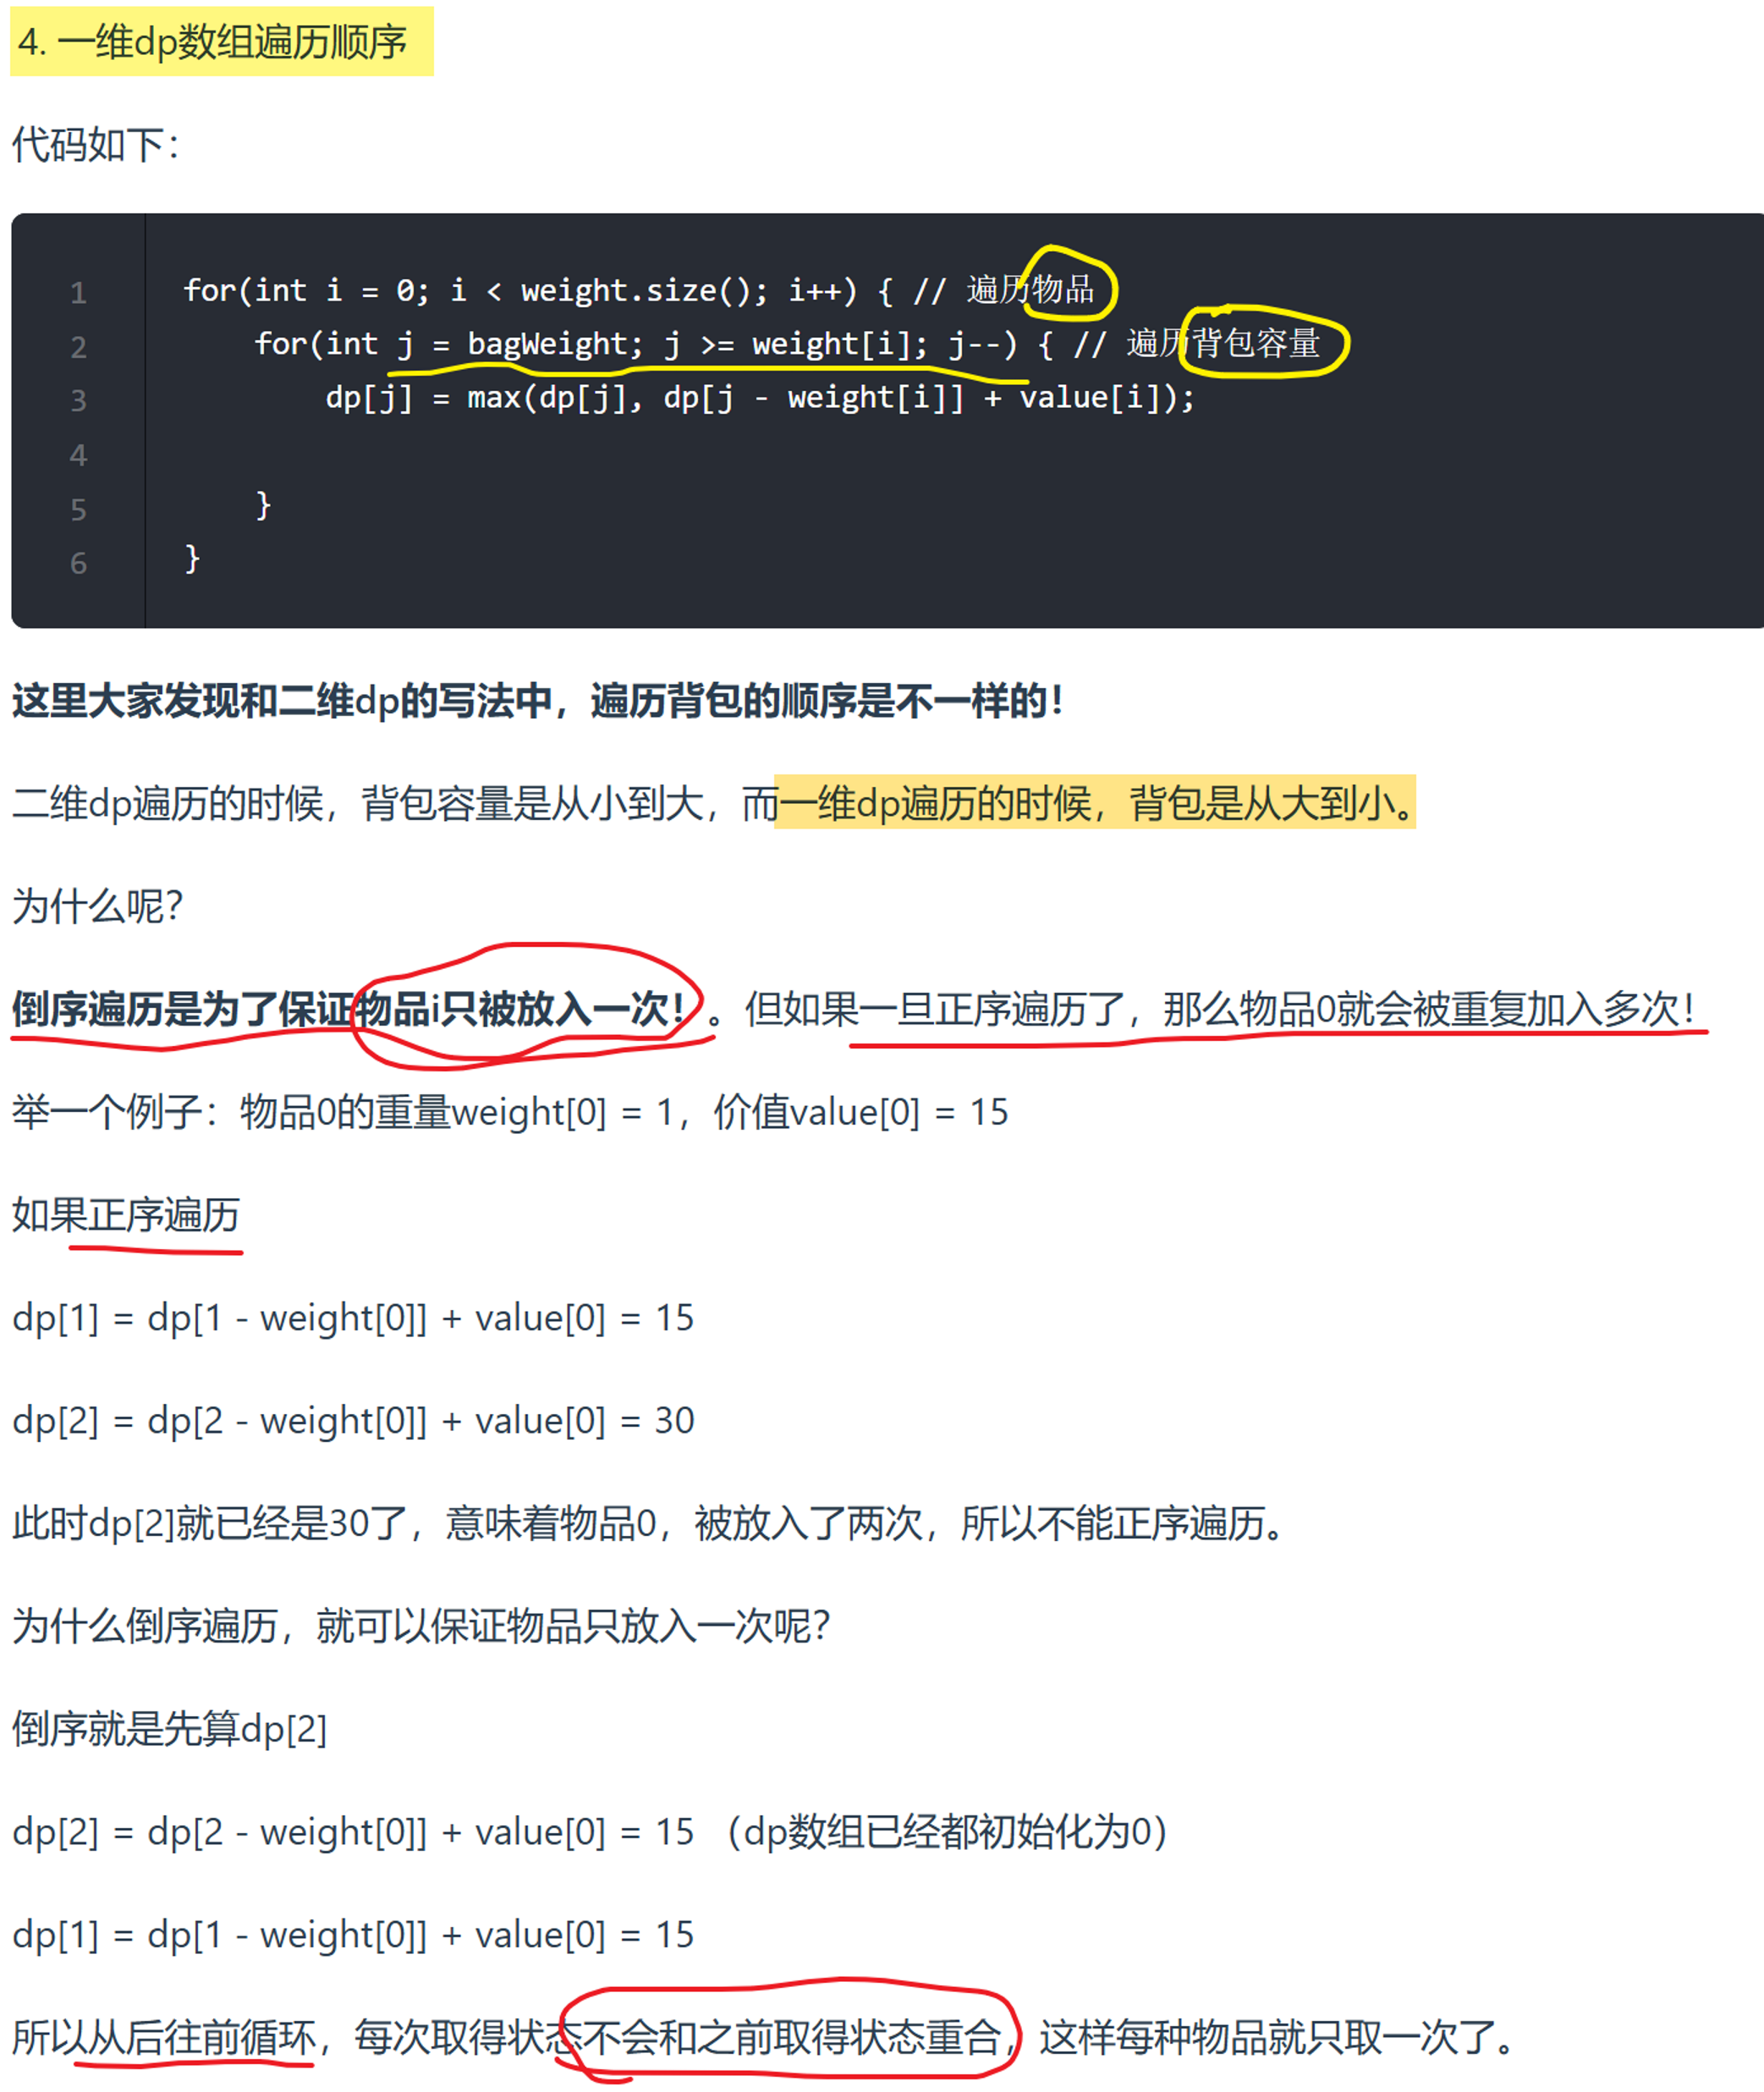 4. 一维dp数组遍历顺序
代码如下：
1 for(int i = 0; i < weight.size(); i++) { // 遍历物品
2     for(int j = bagWeight; j >= weight[i]; j--) { // 遍历背包容量
3         dp[j] = max(dp[j], dp[j - weight[i]] + value[i]);
4
5     }
6 }
这里大家发现和二维dp的写法中，遍历背包的顺序是不一样的！
二维dp遍历的时候，背包容量是从小到大，而一维dp遍历的时候，背包是从大到小。
为什么呢？
倒序遍历是为了保证物品i只被放入一次！。但如果一旦正序遍历了，那么物品0就会被重复加入多次！
举一个例子：物品0的重量weight[0] = 1，价值value[0] = 15
如果正序遍历
dp[1] = dp[1 - weight[0]] + value[0] = 15
dp[2] = dp[2 - weight[0]] + value[0] = 30
此时dp[2]就已经是30了，意味着物品0，被放入了两次，所以不能正序遍历。
为什么倒序遍历，就可以保证物品只放入一次呢？
倒序就是先算dp[2]
dp[2] = dp[2 - weight[0]] + value[0] = 15 （dp数组已经都初始化为0）
dp[1] = dp[1 - weight[0]] + value[0] = 15
所以从后往前循环，每次取得状态不会和之前取得状态重合，这样每种物品就只取一次了。